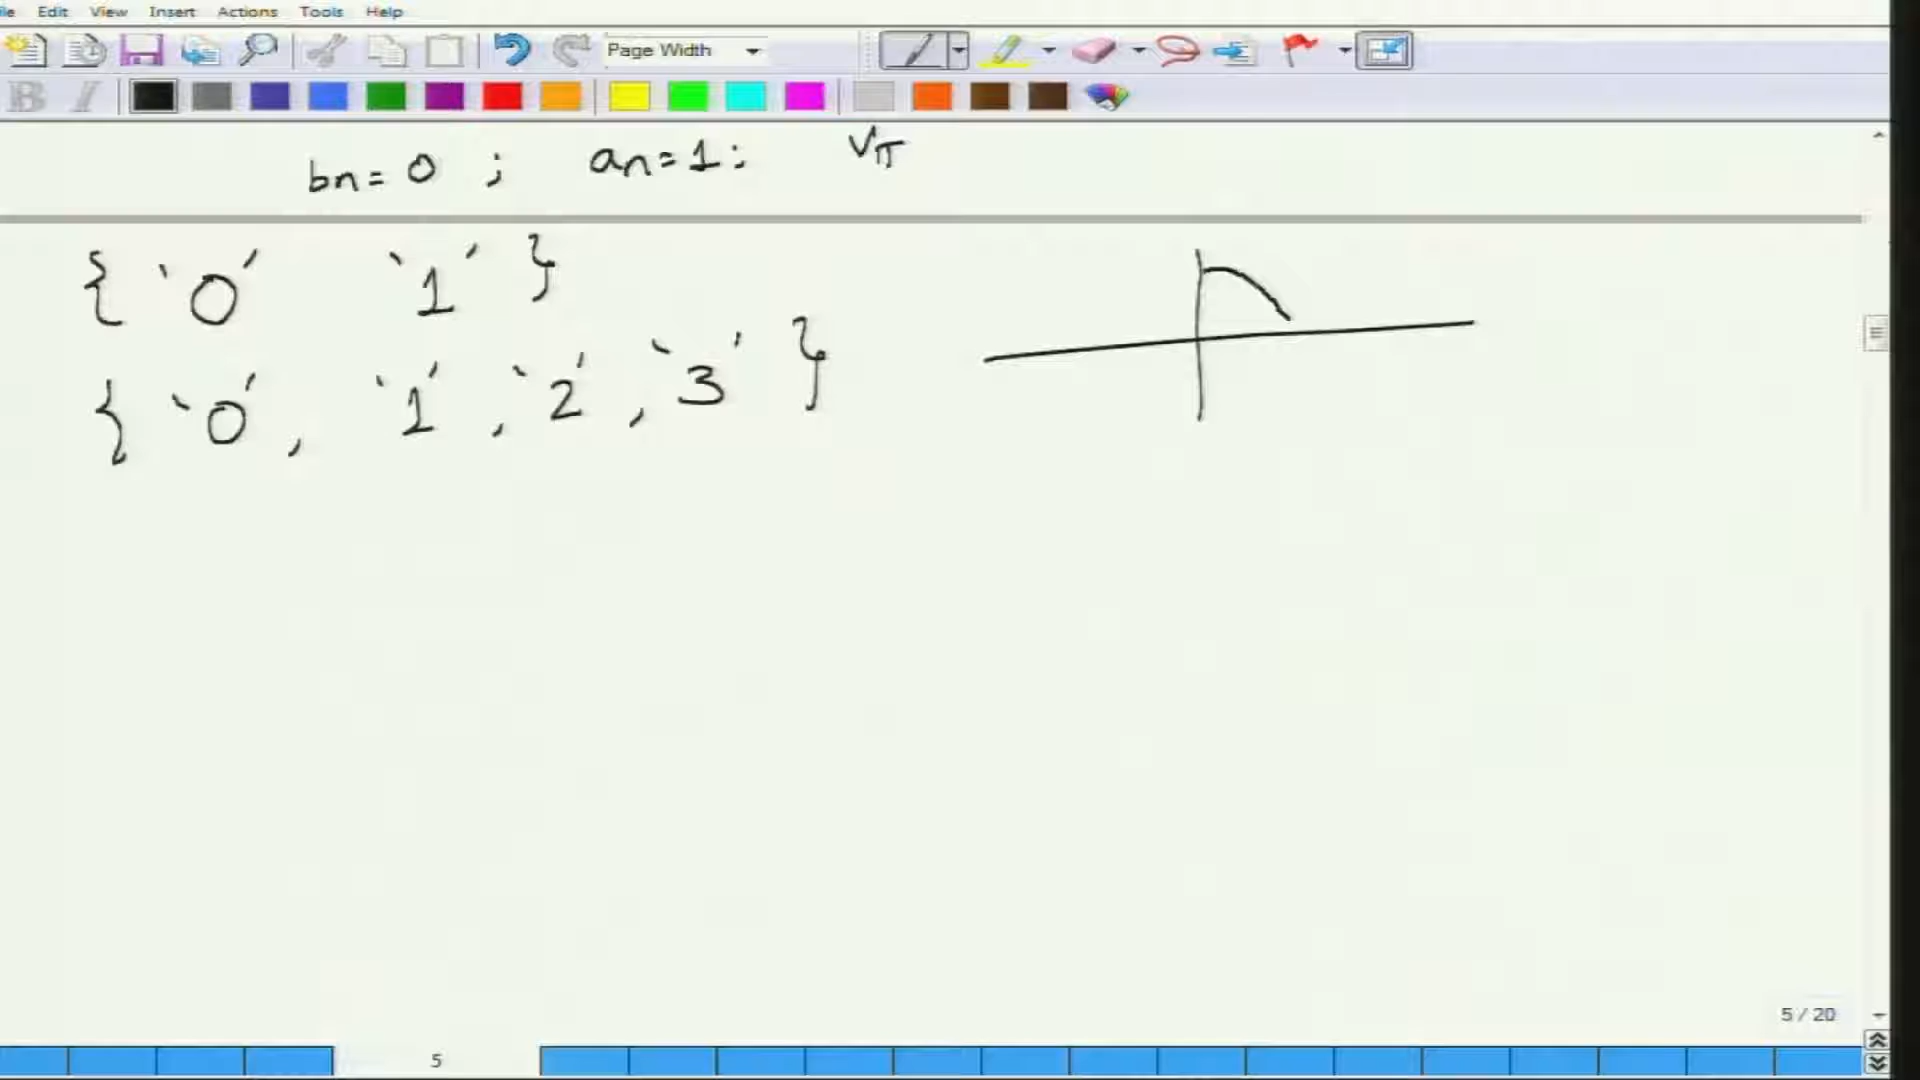 le Edit View Insert Actions Tools Help
Page Width
B I
bn = 0 ; an = 1 ; Vπ
{ '0' '1' }
{ '0', '1', '2', '3' }
5 / 20
5